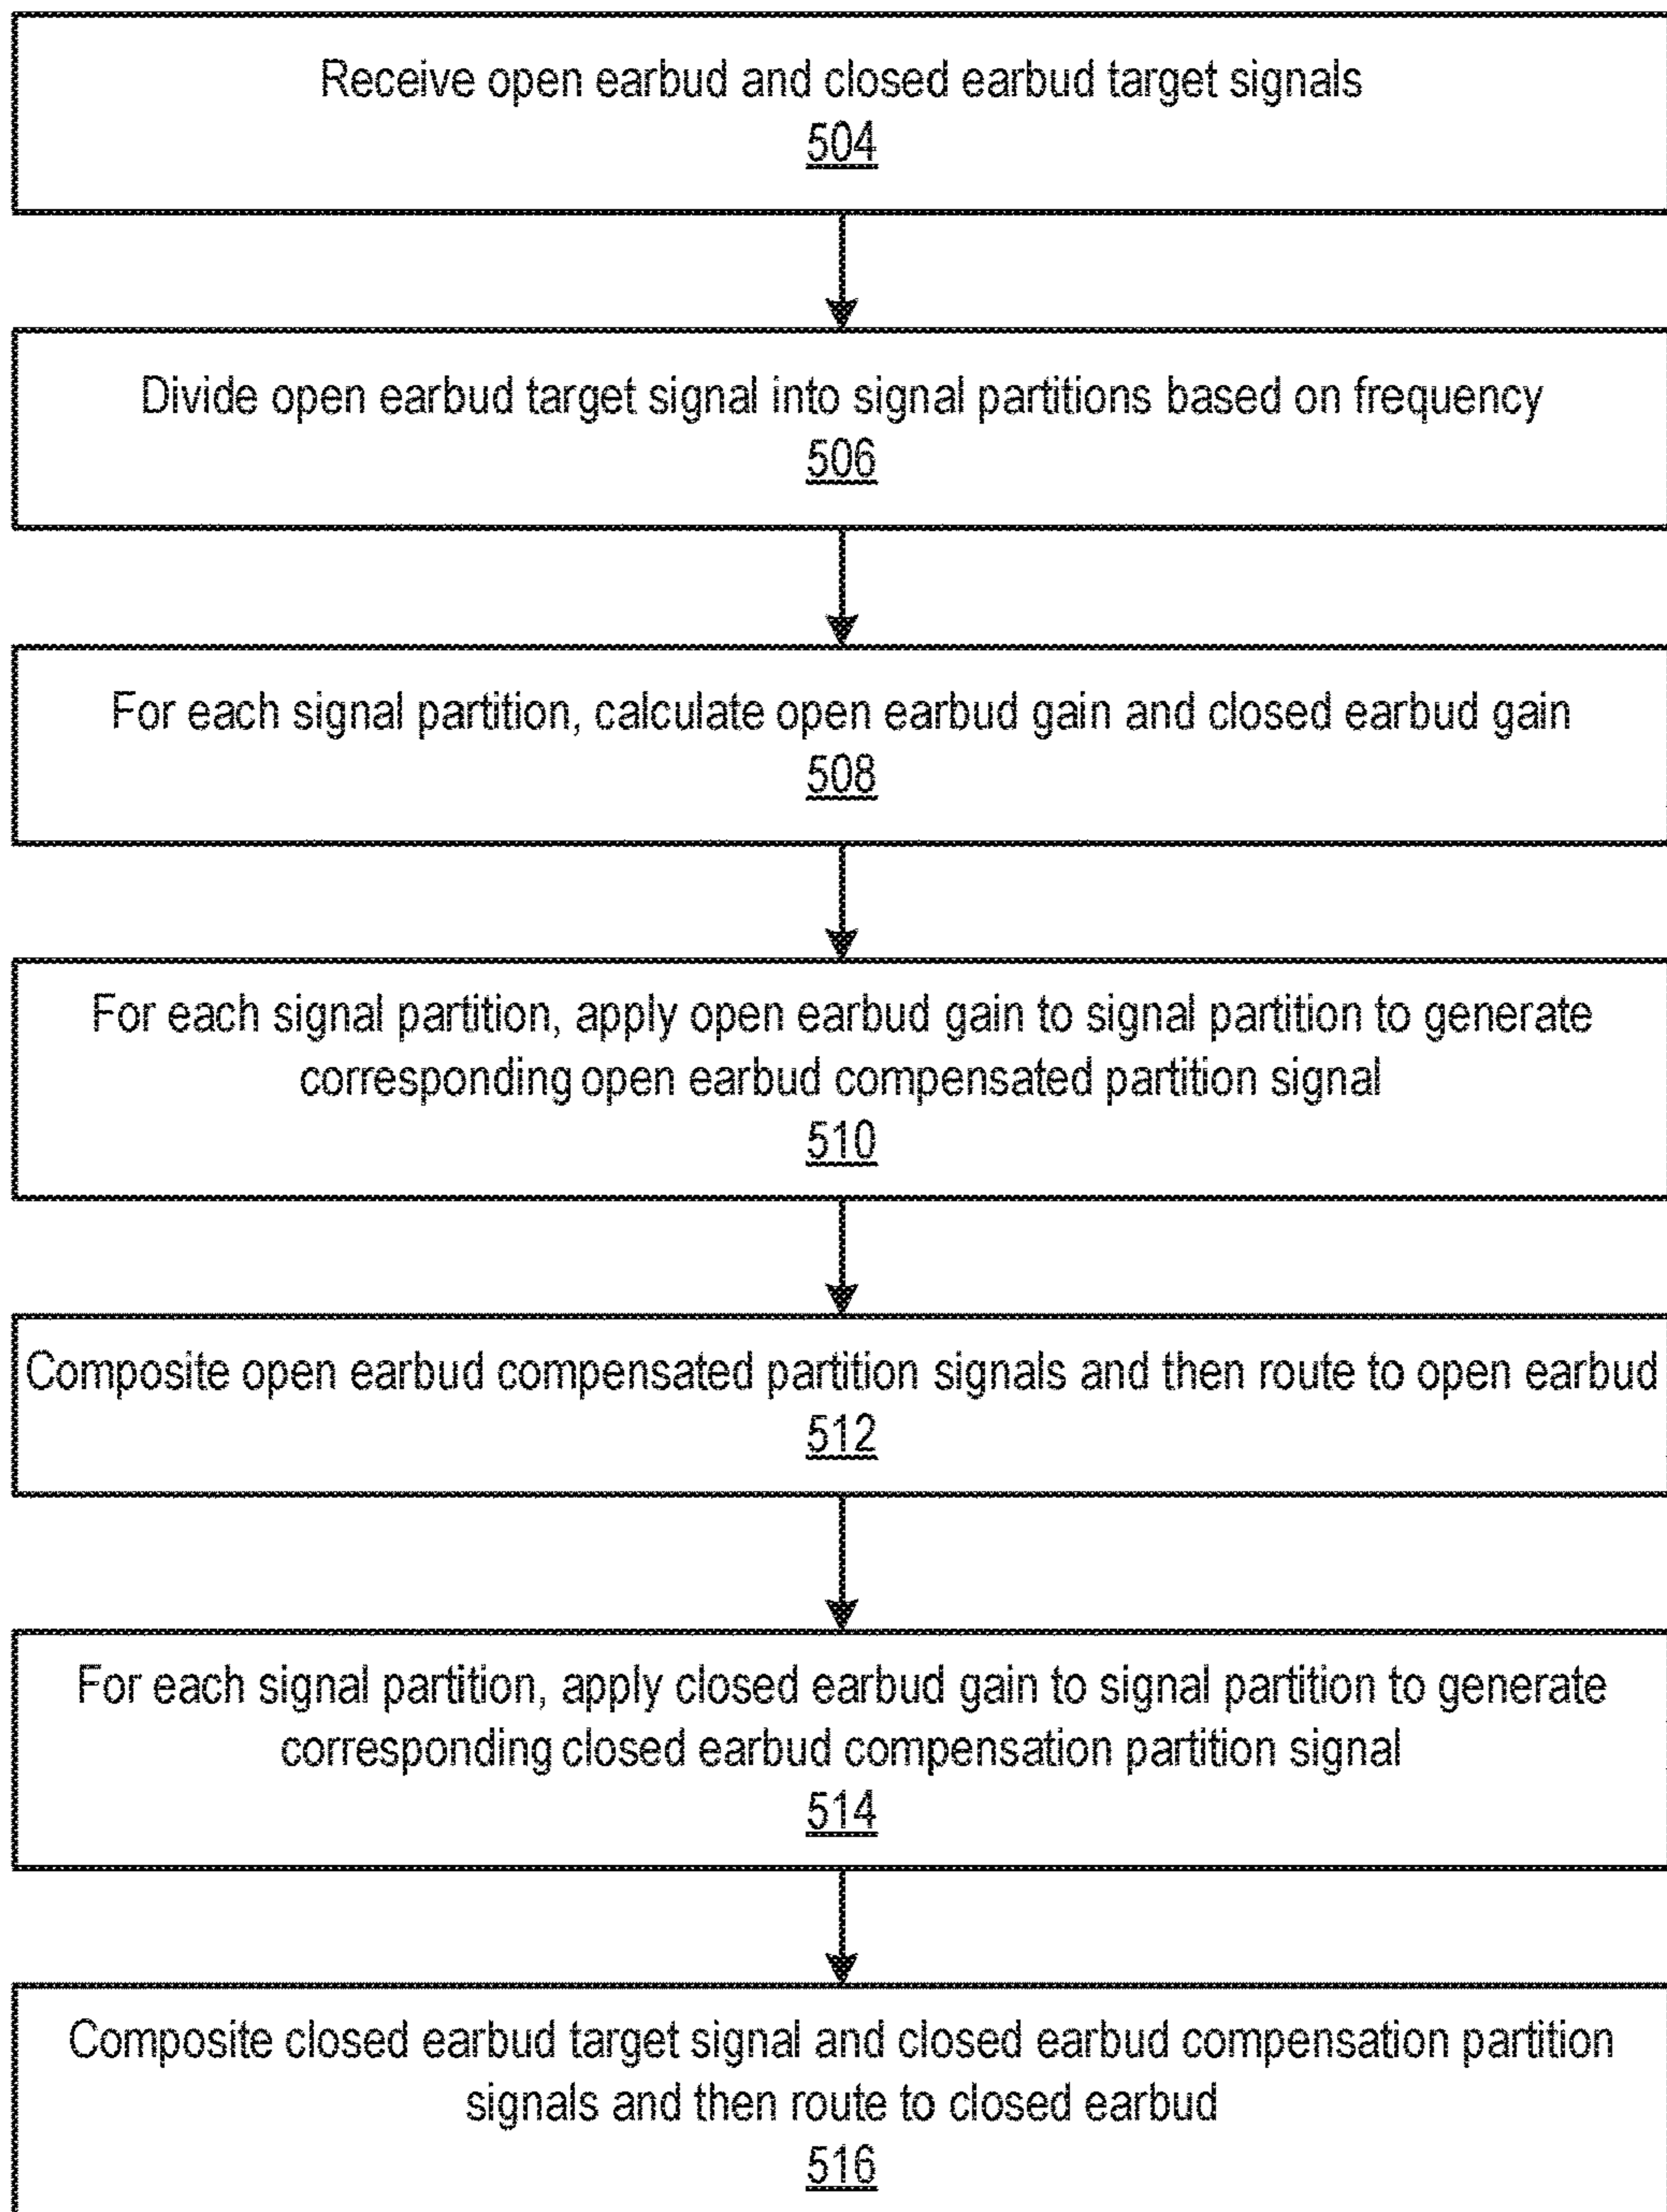 Receive open earbud and closed earbud target signals
504
Divide open earbud target signal into signal partitions based on frequency
506
For each signal partition, calculate open earbud gain and closed earbud gain
508
For each signal partition, apply open earbud gain to signal partition to generate
corresponding open earbud compensated partition signal
510
Composite open earbud compensated partition signals and then route to open earbud
512
For each signal partition, apply closed earbud gain to signal partition to generate
corresponding closed earbud compensation partition signal
514
Composite closed earbud target signal and closed earbud compensation partition
signals and then route to closed earbud
516